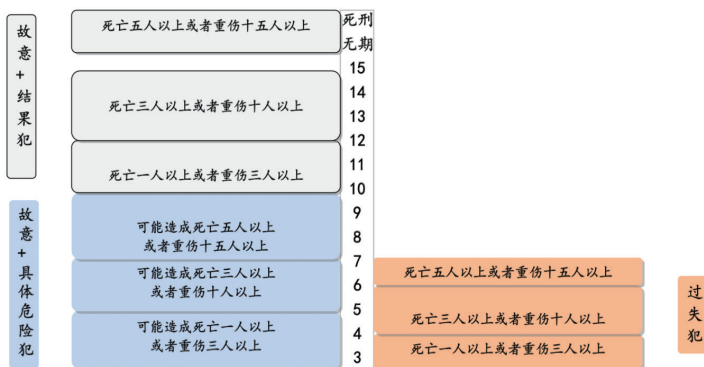 故意+结果犯
死亡五人以上或者重伤十五人以上
死亡三人以上或者重伤十人以上
死亡一人以上或者重伤三人以上
故意+具体危险犯
可能造成死亡五人以上
或者重伤十五人以上
可能造成死亡三人以上
或者重伤十人以上
可能造成死亡一人以上
或者重伤三人以上
死刑
无期
15
14
13
12
11
10
9
8
7
6
5
4
3
死亡五人以上或者重伤十五人以上
死亡三人以上或者重伤十人以上
死亡一人以上或者重伤三人以上
过失犯